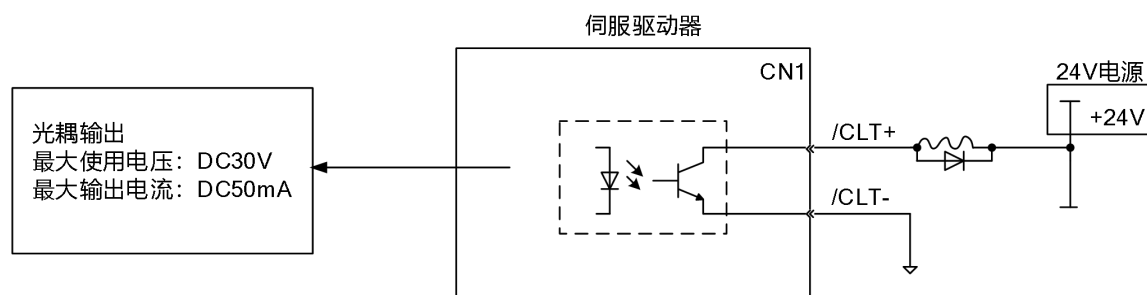 伺服驱动器
CN1
24V电源
+24V
光耦输出
最大使用电压：DC30V
最大输出电流：DC50mA
/CLT+
/CLT-